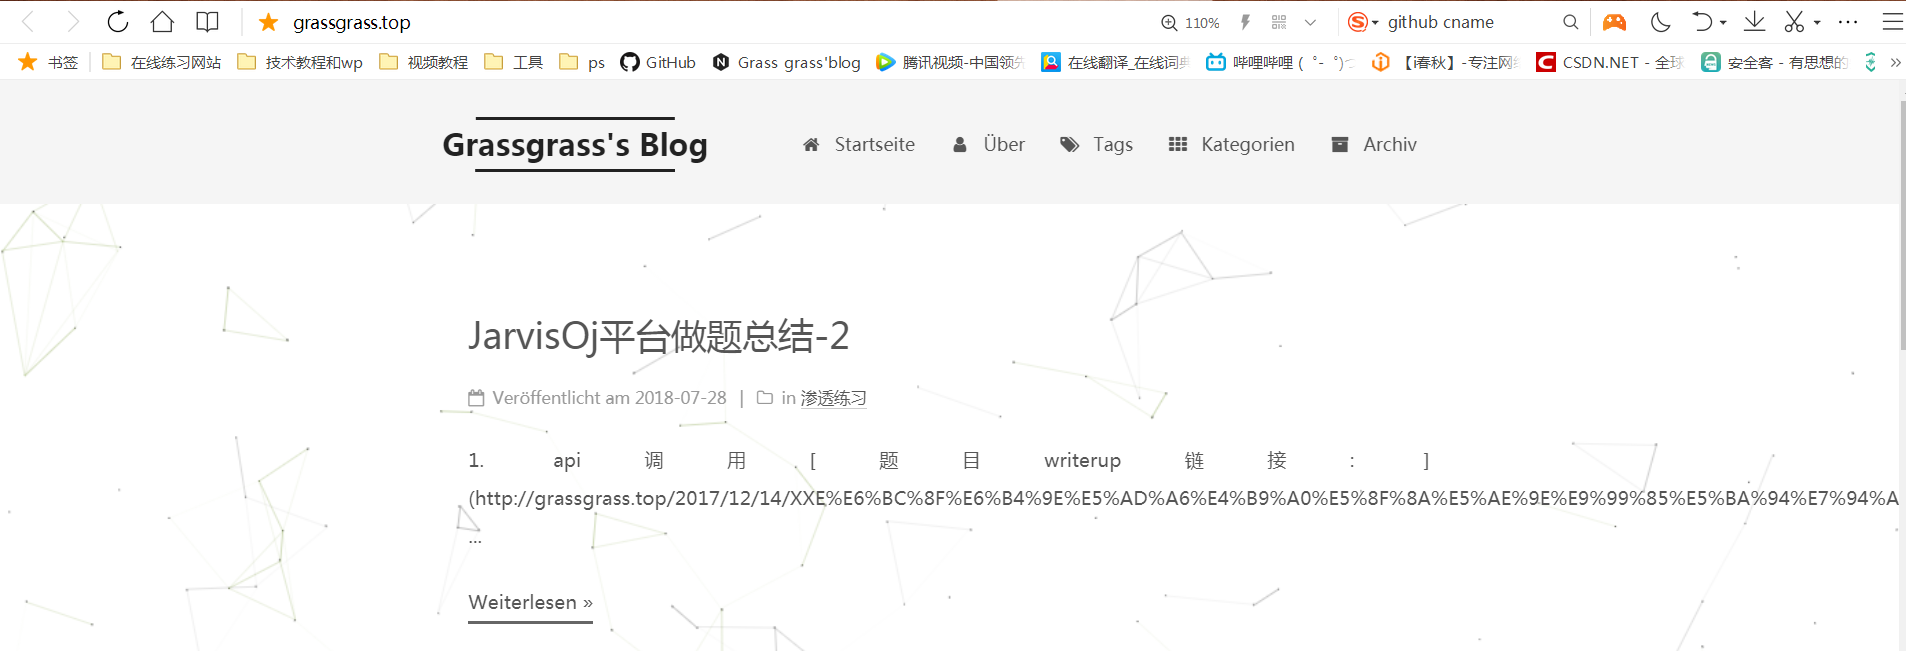 grassgrass.top
110%
github cname
书签
在线练习网站
技术教程和wp
视频教程
工具
ps
GitHub
Grass grass'blog
腾讯视频-中国领先
在线翻译_在线词典
哔哩哔哩 ( ゜- ゜)つ
【i春秋】-专注网络
CSDN.NET - 全球
安全客 - 有思想的
»
Grassgrass's Blog
Startseite
Über
Tags
Kategorien
Archiv
JarvisOj平台做题总结-2
Veröffentlicht am 2018-07-28 | in 渗透练习
1. api 调 用 [ 题 目 writerup 链 接 : ]
(http://grassgrass.top/2017/12/14/XXE%E6%BC%8F%E6%B4%9E%E5%AD%A6%E4%B9%A0%E5%8F%8A%E5%AE%9E%E9%99%85%E5%BA%94%E7%94%A
...
Weiterlesen »